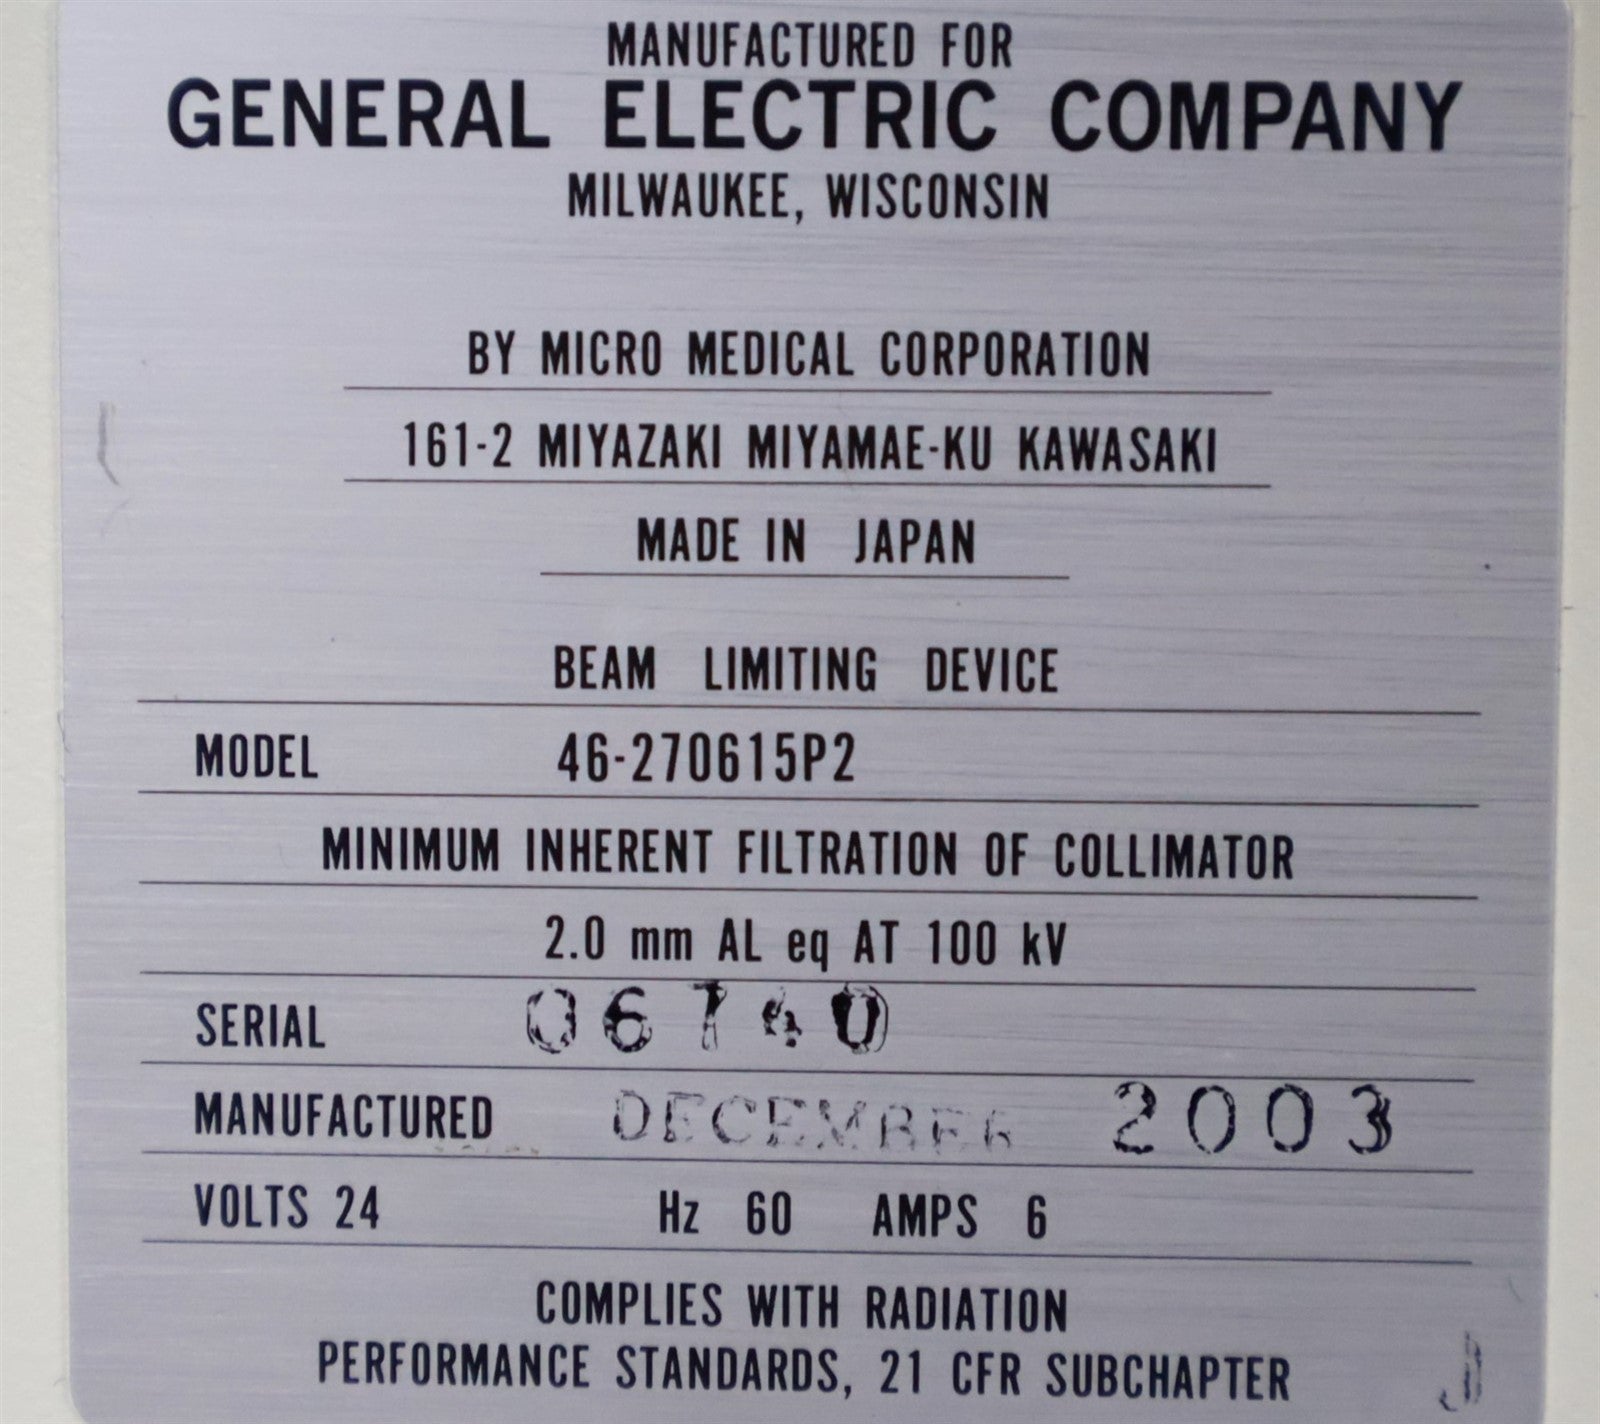 MANUFACTURED FOR
GENERAL ELECTRIC COMPANY
MILWAUKEE, WISCONSIN
BY MICRO MEDICAL CORPORATION
161-2 MIYAZAKI MIYAMAE-KU KAWASAKI
MADE IN JAPAN
BEAM LIMITING DEVICE
MODEL 46-270615P2
MINIMUM INHERENT FILTRATION OF COLLIMATOR
2.0 mm AL eq AT 100 kV
SERIAL 06740
MANUFACTURED DECEMBER 2003
VOLTS 24 Hz 60 AMPS 6
COMPLIES WITH RADIATION
PERFORMANCE STANDARDS, 21 CFR SUBCHAPTER